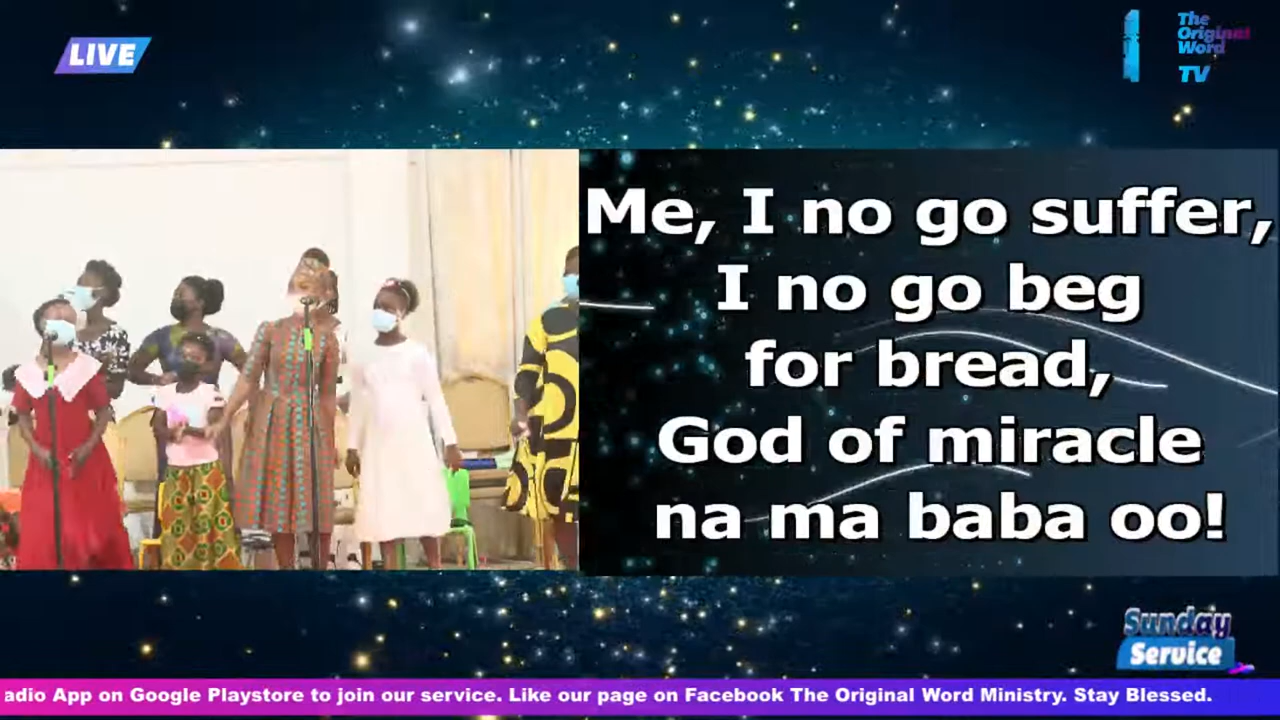 LIVE
The
Original
Word
TV
Me, I no go suffer,
I no go beg
for bread,
God of miracle
na ma baba oo!
Sunday
Service
adio App on Google Playstore to join our service. Like our page on Facebook The Original Word Ministry. Stay Blessed.